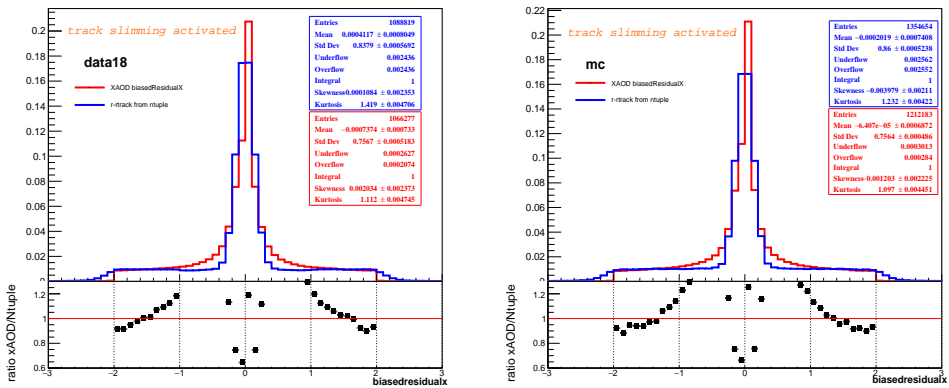 track slimming activated
data18
XAOD biasedResidualX
r-rtrack from ntuple
Entries 1088819
Mean 0.0004117 ± 0.0008049
Std Dev 0.8379 ± 0.0005692
Underflow 0.002436
Overflow 0.002436
Integral 1
Skewness0.0001084 ± 0.002353
Kurtosis 1.419 ± 0.004706
Entries 1066277
Mean −0.0007374 ± 0.000733
Std Dev 0.7567 ± 0.0005183
Underflow 0.0002627
Overflow 0.0002074
Integral 1
Skewness 0.002034 ± 0.002373
Kurtosis 1.112 ± 0.004745
0.2
0.18
0.16
0.14
0.12
0.1
0.08
0.06
0.04
0.02
0
1.2
1
0.8
0.6
ratio xAOD/Ntuple
−3 −2 −1 0 1 2 3
biasedresidualx
track slimming activated
mc
XAOD biasedResidualX
r-rtrack from ntuple
Entries 1354654
Mean −0.0002019 ± 0.0007408
Std Dev 0.86 ± 0.0005238
Underflow 0.002562
Overflow 0.002552
Integral 1
Skewness −0.003979 ± 0.00211
Kurtosis 1.232 ± 0.00422
Entries 1212183
Mean −6.407e−05 ± 0.0006872
Std Dev 0.7564 ± 0.000486
Underflow 0.0003013
Overflow 0.000284
Integral 1
Skewness−0.001203 ± 0.002225
Kurtosis 1.097 ± 0.004451
0.22
0.2
0.18
0.16
0.14
0.12
0.1
0.08
0.06
0.04
0.02
0
1.2
1
0.8
0.6
ratio xAOD/Ntuple
−3 −2 −1 0 1 2 3
biasedresidualx